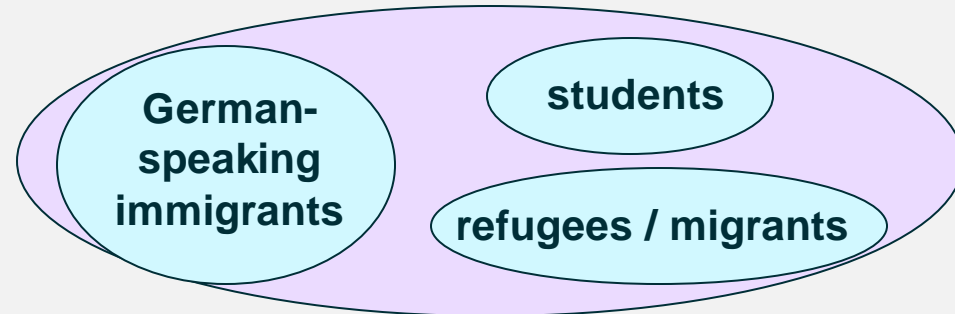 German-
speaking
immigrants
students
refugees / migrants